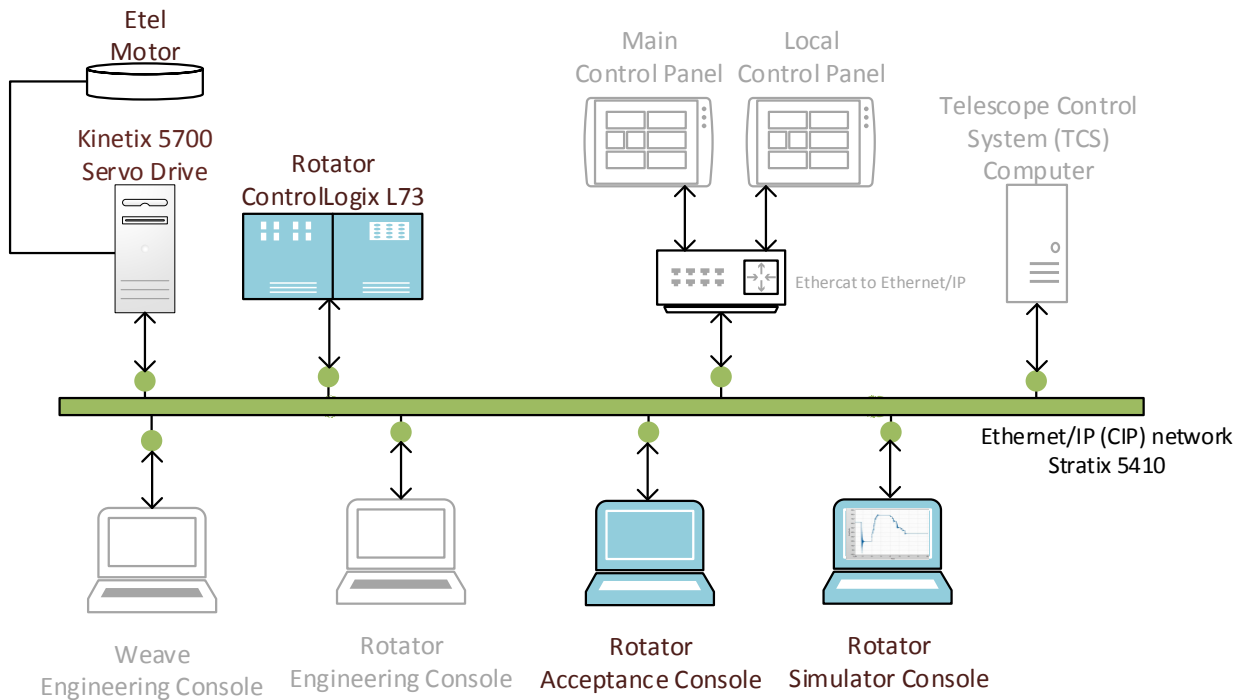 Etel
Motor
Kinetix 5700
Servo Drive
Rotator
ControlLogix L73
Main
Control Panel
Local
Control Panel
Telescope Control
System (TCS)
Computer
Ethercat to Ethernet/IP
Ethernet/IP (CIP) network
Stratix 5410
Weave
Engineering Console
Rotator
Engineering Console
Rotator
Acceptance Console
Rotator
Simulator Console